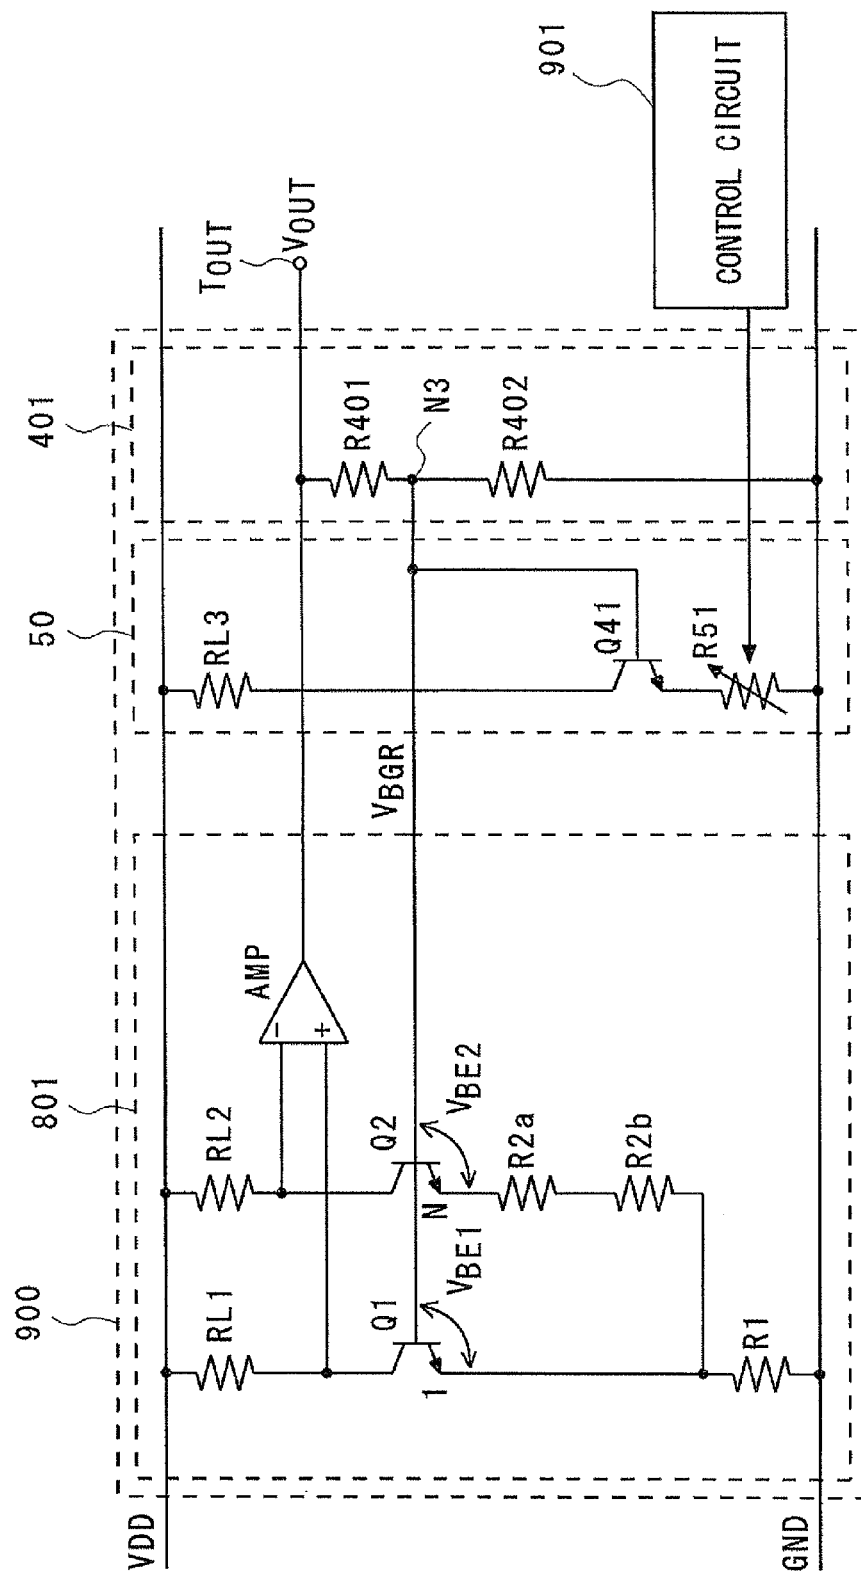 900
801
50
401
901
VDD
RL1
RL2
RL3
TOUT
VOUT
AMP
-
+
Q1
Q2
VBGR
R401
N3
R402
CONTROL CIRCUIT
1
VBE1
N
VBE2
Q41
R2a
R2b
R51
R1
GND